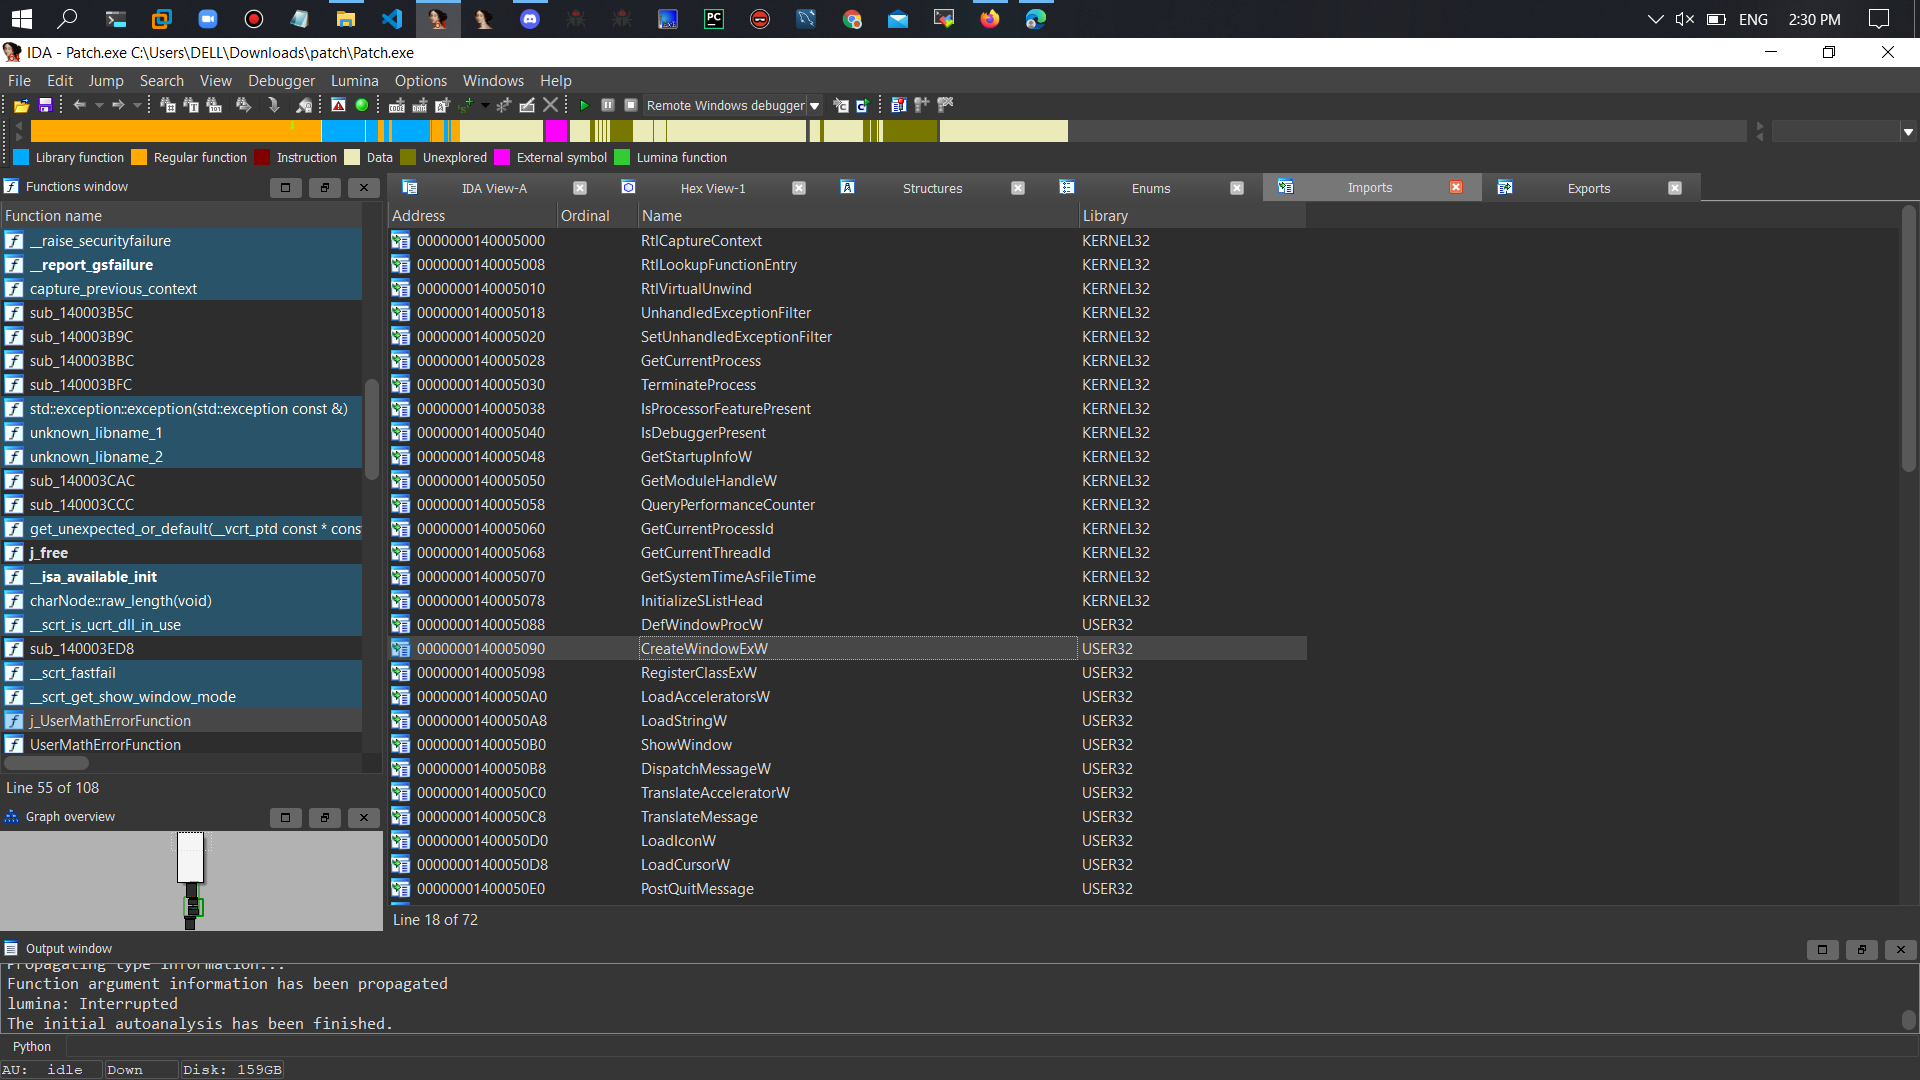 ENG
2:30 PM
IDA - Patch.exe C:\Users\DELL\Downloads\patch\Patch.exe
File Edit Jump Search View Debugger Lumina Options Windows Help
Remote Windows debugger
Library function Regular function Instruction Data Unexplored External symbol Lumina function
Functions window
IDA View-A Hex View-1 Structures Enums Imports Exports
Function name
__raise_securityfailure
__report_gsfailure
capture_previous_context
sub_140003B5C
sub_140003B9C
sub_140003BBC
sub_140003BFC
std::exception::exception(std::exception const &)
unknown_libname_1
unknown_libname_2
sub_140003CAC
sub_140003CCC
get_unexpected_or_default(__vcrt_ptd const * cons
j_free
__isa_available_init
charNode::raw_length(void)
__scrt_is_ucrt_dll_in_use
sub_140003ED8
__scrt_fastfail
__scrt_get_show_window_mode
j_UserMathErrorFunction
UserMathErrorFunction
Line 55 of 108
Graph overview
Address Ordinal Name Library
0000000140005000 RtlCaptureContext KERNEL32
0000000140005008 RtlLookupFunctionEntry KERNEL32
0000000140005010 RtlVirtualUnwind KERNEL32
0000000140005018 UnhandledExceptionFilter KERNEL32
0000000140005020 SetUnhandledExceptionFilter KERNEL32
0000000140005028 GetCurrentProcess KERNEL32
0000000140005030 TerminateProcess KERNEL32
0000000140005038 IsProcessorFeaturePresent KERNEL32
0000000140005040 IsDebuggerPresent KERNEL32
0000000140005048 GetStartupInfoW KERNEL32
0000000140005050 GetModuleHandleW KERNEL32
0000000140005058 QueryPerformanceCounter KERNEL32
0000000140005060 GetCurrentProcessId KERNEL32
0000000140005068 GetCurrentThreadId KERNEL32
0000000140005070 GetSystemTimeAsFileTime KERNEL32
0000000140005078 InitializeSListHead KERNEL32
0000000140005088 DefWindowProcW USER32
0000000140005090 CreateWindowExW USER32
0000000140005098 RegisterClassExW USER32
00000001400050A0 LoadAcceleratorsW USER32
00000001400050A8 LoadStringW USER32
00000001400050B0 ShowWindow USER32
00000001400050B8 DispatchMessageW USER32
00000001400050C0 TranslateAcceleratorW USER32
00000001400050C8 TranslateMessage USER32
00000001400050D0 LoadIconW USER32
00000001400050D8 LoadCursorW USER32
00000001400050E0 PostQuitMessage USER32
Line 18 of 72
Output window
Propagating type information...
Function argument information has been propagated
lumina: Interrupted
The initial autoanalysis has been finished.
Python
AU: idle Down Disk: 159GB